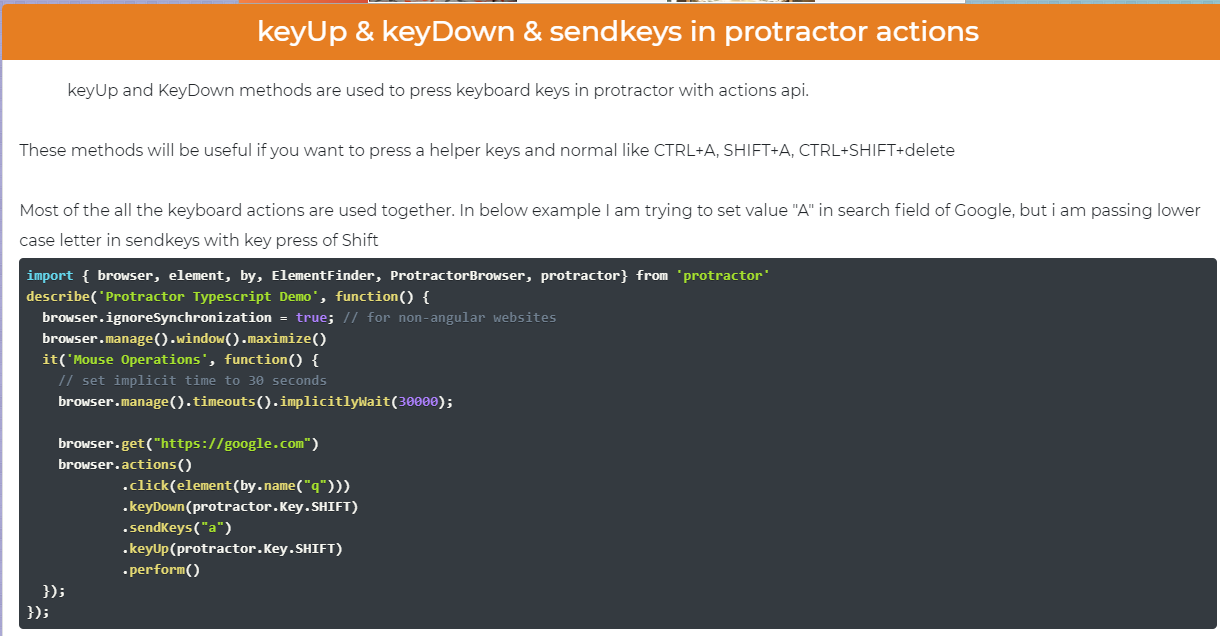 keyUp & keyDown & sendkeys in protractor actions
keyUp and KeyDown methods are used to press keyboard keys in protractor with actions api.
These methods will be useful if you want to press a helper keys and normal like CTRL+A, SHIFT+A, CTRL+SHIFT+delete
Most of the all the keyboard actions are used together. In below example I am trying to set value "A" in search field of Google, but i am passing lower
case letter in sendkeys with key press of Shift
import { browser, element, by, ElementFinder, ProtractorBrowser, protractor} from 'protractor'
describe('Protractor Typescript Demo', function() {
  browser.ignoreSynchronization = true; // for non-angular websites
  browser.manage().window().maximize()
  it('Mouse Operations', function() {
    // set implicit time to 30 seconds
    browser.manage().timeouts().implicitlyWait(30000);
    browser.get("https://google.com")
    browser.actions()
            .click(element(by.name("q")))
            .keyDown(protractor.Key.SHIFT)
            .sendKeys("a")
            .keyUp(protractor.Key.SHIFT)
            .perform()
  });
});